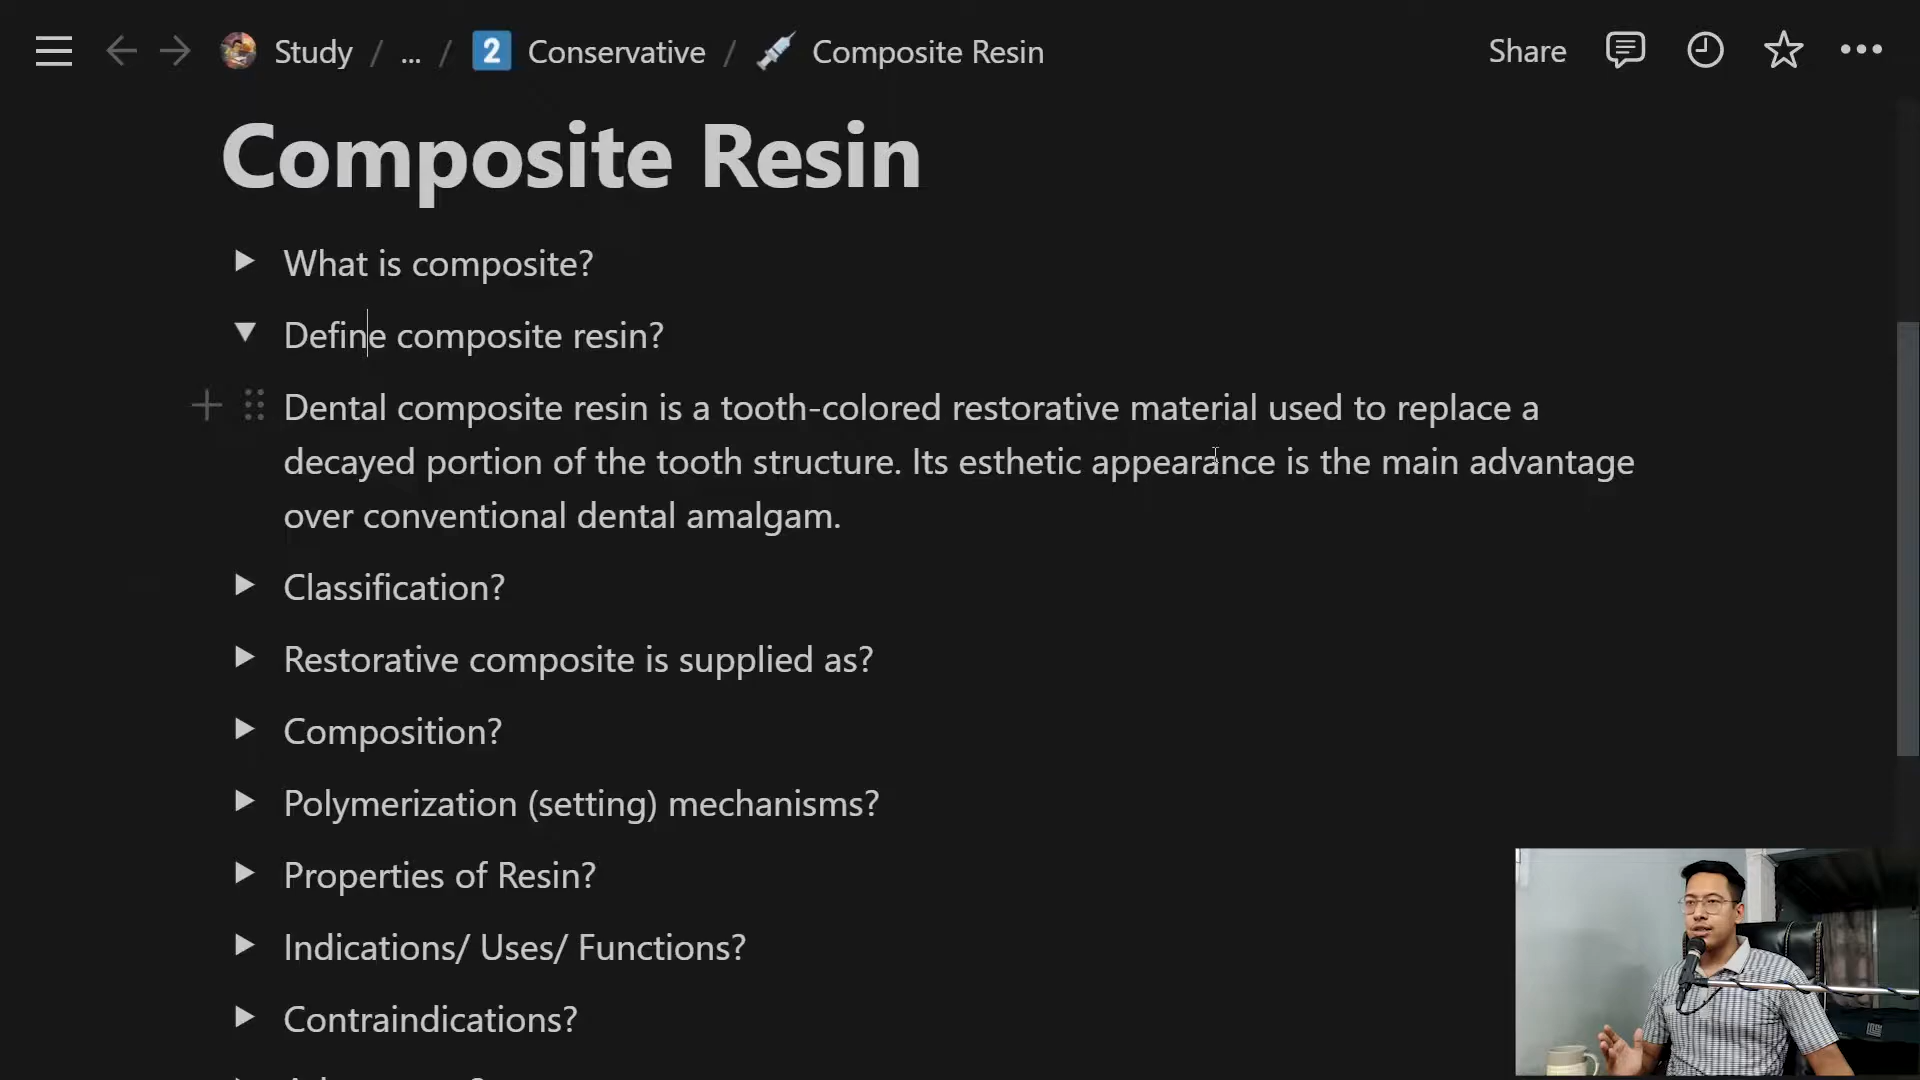 Study / ... / 2 Conservative / Composite Resin Share
Composite Resin
What is composite?
Define composite resin?
Dental composite resin is a tooth-colored restorative material used to replace a
decayed portion of the tooth structure. Its esthetic appearance is the main advantage
over conventional dental amalgam.
Classification?
Restorative composite is supplied as?
Composition?
Polymerization (setting) mechanisms?
Properties of Resin?
Indications/ Uses/ Functions?
Contraindications?